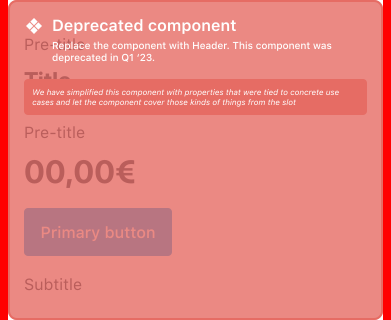 Deprecated component
Pre-title
Replace the component with Header. This component was
deprecated in Q1 ‘23.
Title
We have simplified this component with properties that were tied to concrete use
cases and let the component cover those kinds of things from the slot
Pre-title
00,00€
Primary button
Subtitle